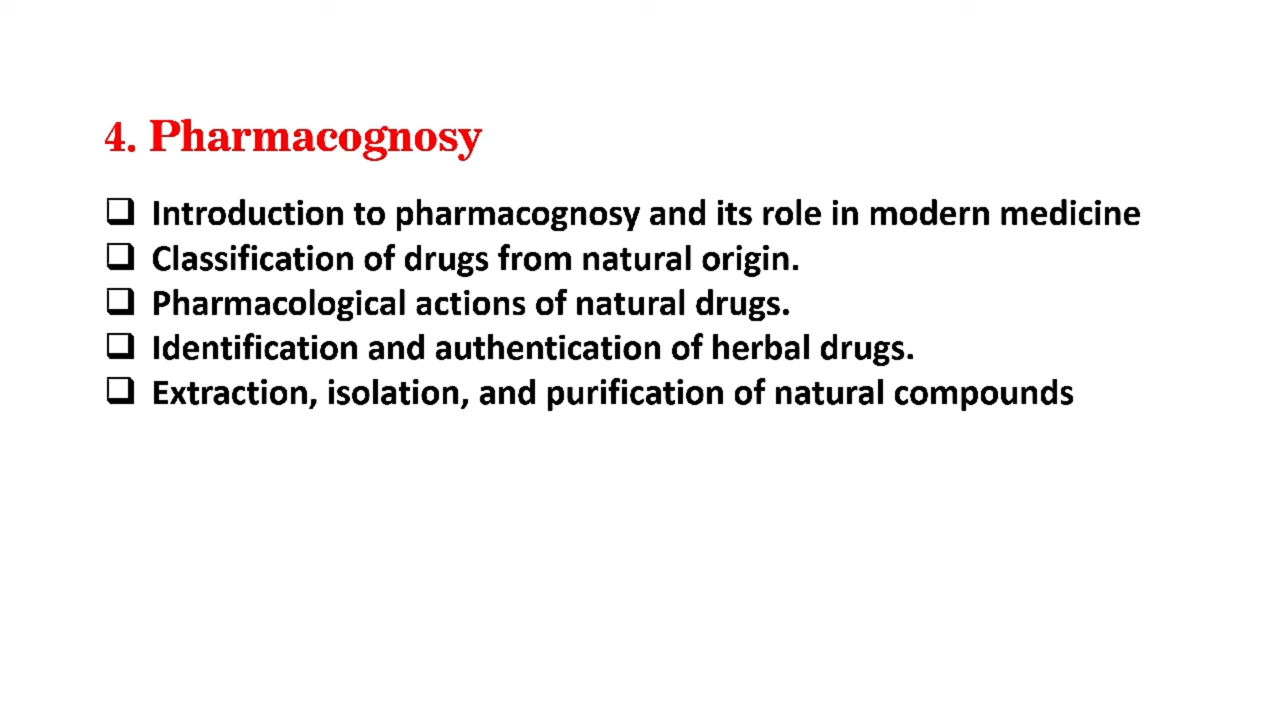 4. Pharmacognosy
❑ Introduction to pharmacognosy and its role in modern medicine
❑ Classification of drugs from natural origin.
❑ Pharmacological actions of natural drugs.
❑ Identification and authentication of herbal drugs.
❑ Extraction, isolation, and purification of natural compounds